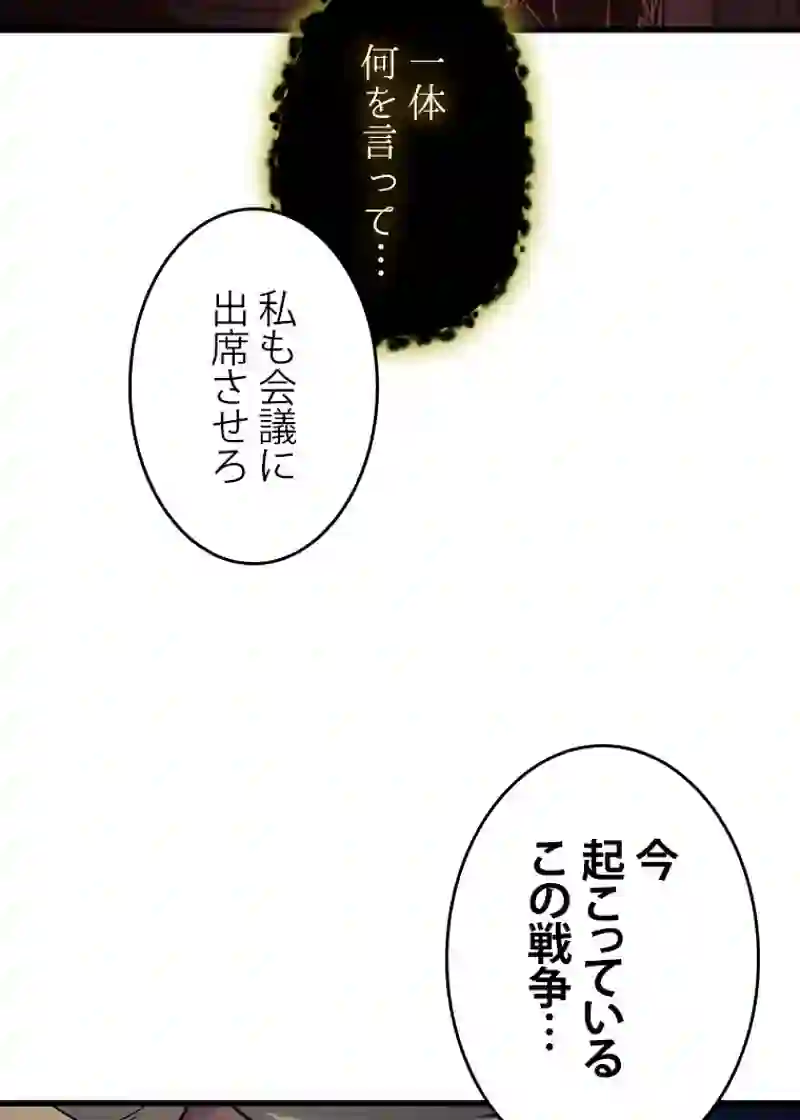 一体
何を言って…
私も会議に
出席させろ
今
起こっている
この戦争…